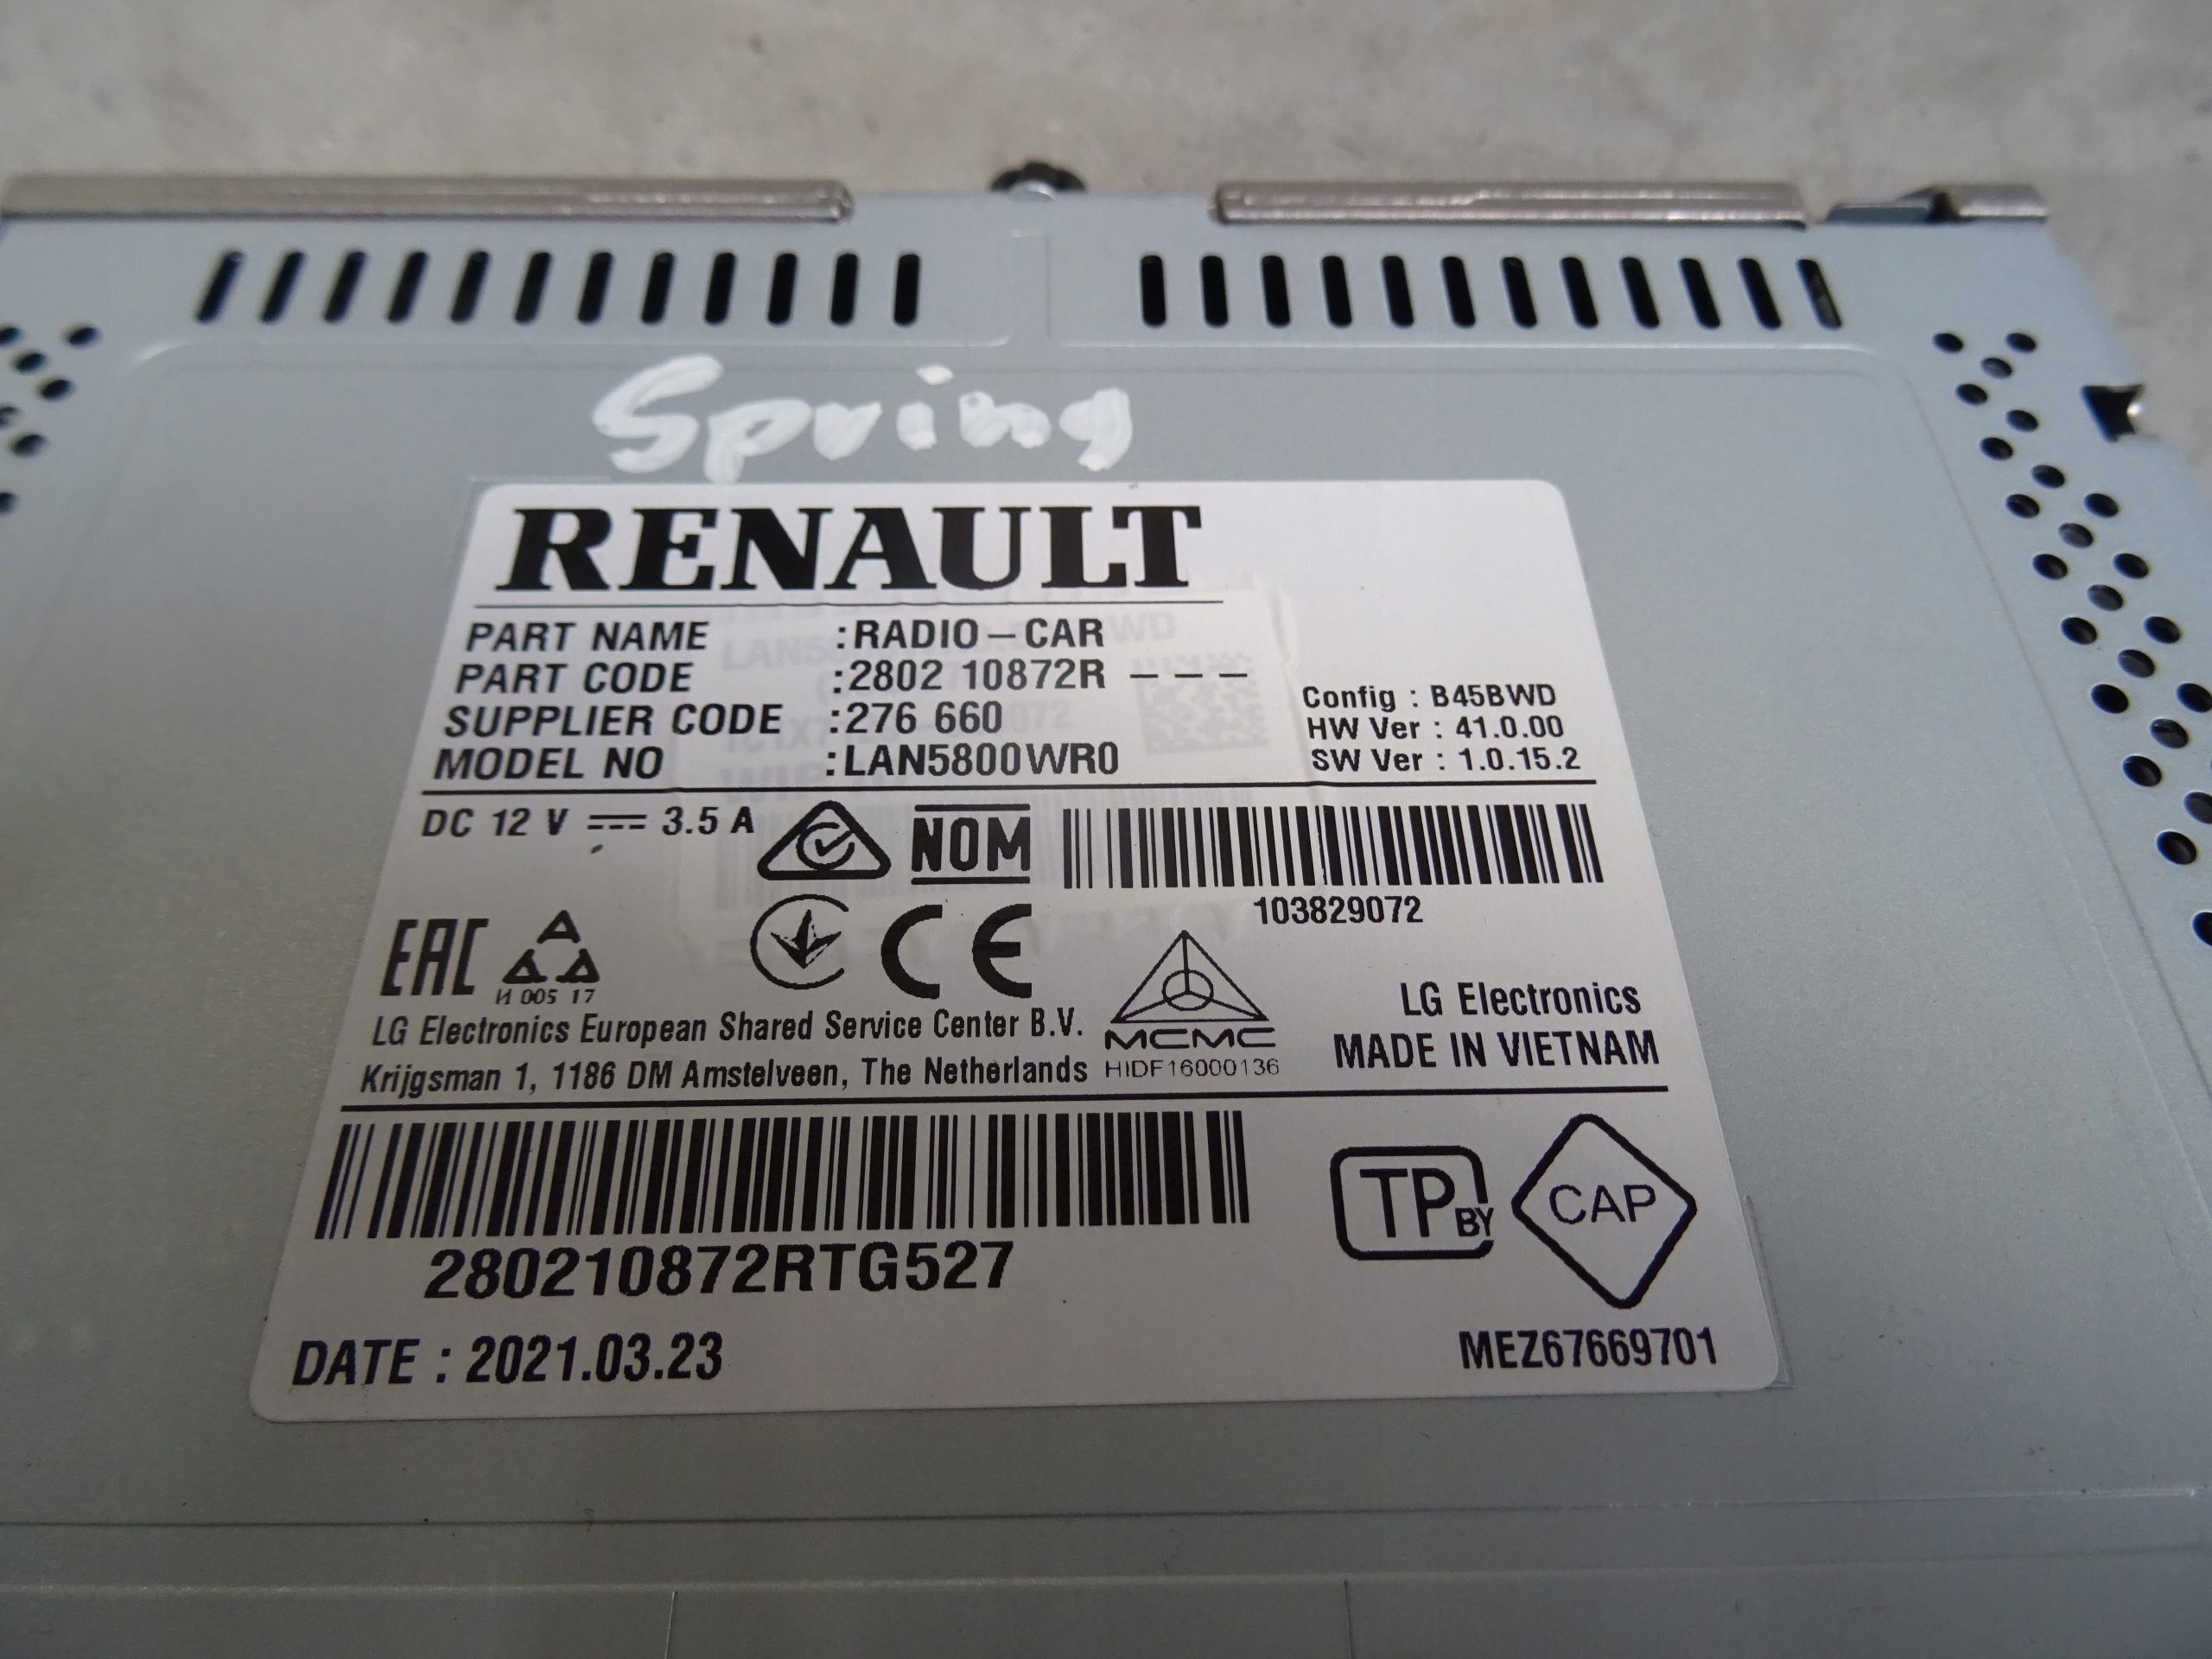 Spring
RENAULT
PART NAME :RADIO-CAR
PART CODE :2802 10872R - - -
SUPPLIER CODE :276 660
MODEL NO :LAN5800WR0
Config : B45BWD
HW Ver : 41.0.00
SW Ver : 1.0.15.2
DC 12 V 3.5 A
NOM
103829072
EAC
И 005 17
CE
LG Electronics European Shared Service Center B.V.
Krijgsman 1, 1186 DM Amstelveen, The Netherlands
MCMC
HIDF16000136
LG Electronics
MADE IN VIETNAM
280210872RTG527
TP BY
CAP
DATE : 2021.03.23
MEZ67669701